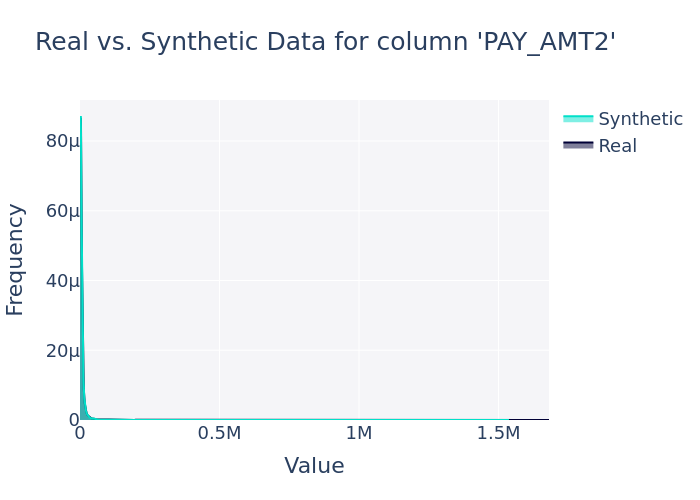 Real vs. Synthetic Data for column 'PAY_AMT2'
Synthetic
Real
80μ
60μ
40μ
20μ
0
Frequency
0
0.5M
1M
1.5M
Value